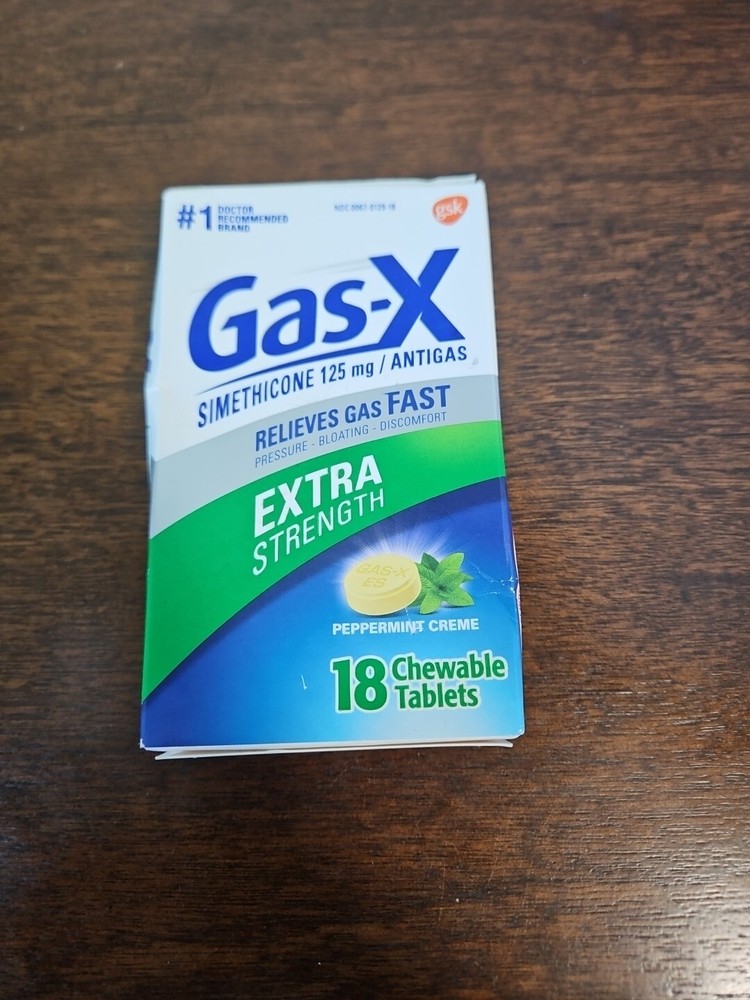 #1 DOCTOR
RECOMMENDED
BRAND
gsk
Gas-X
SIMETHICONE 125 mg / ANTIGAS
RELIEVES GAS FAST
PRESSURE - BLOATING - DISCOMFORT
EXTRA
STRENGTH
GAS-X
ES
PEPPERMINT CREME
18 Chewable
Tablets